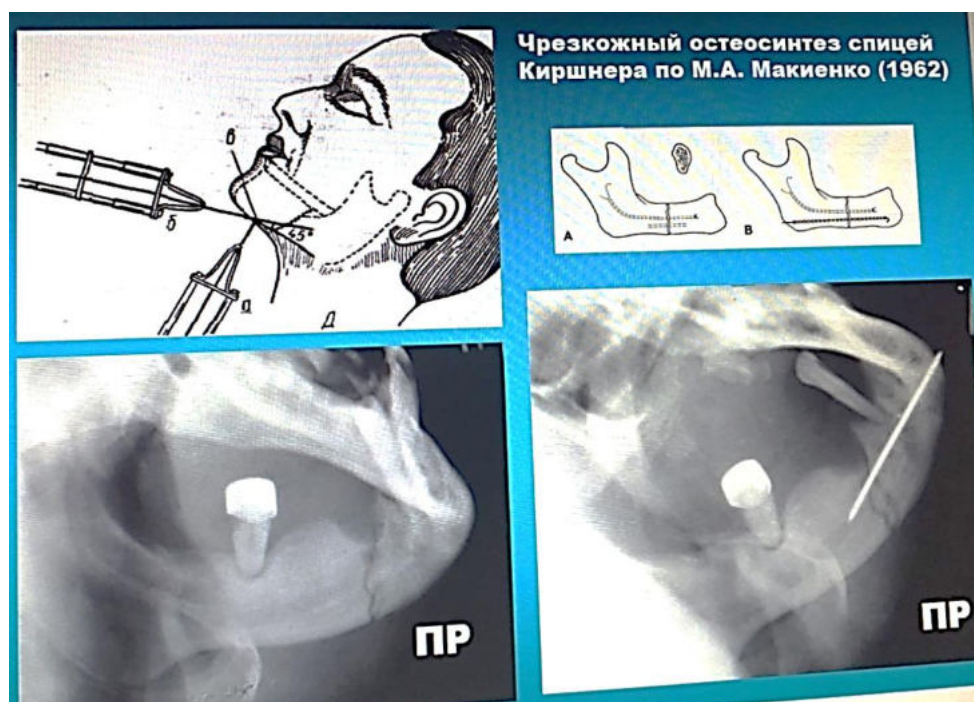 Чрезкожный остеосинтез спицей
Киршнера по М.А. Макиенко (1962)
в
б
45°
а
Д
А
В
ПР
ПР